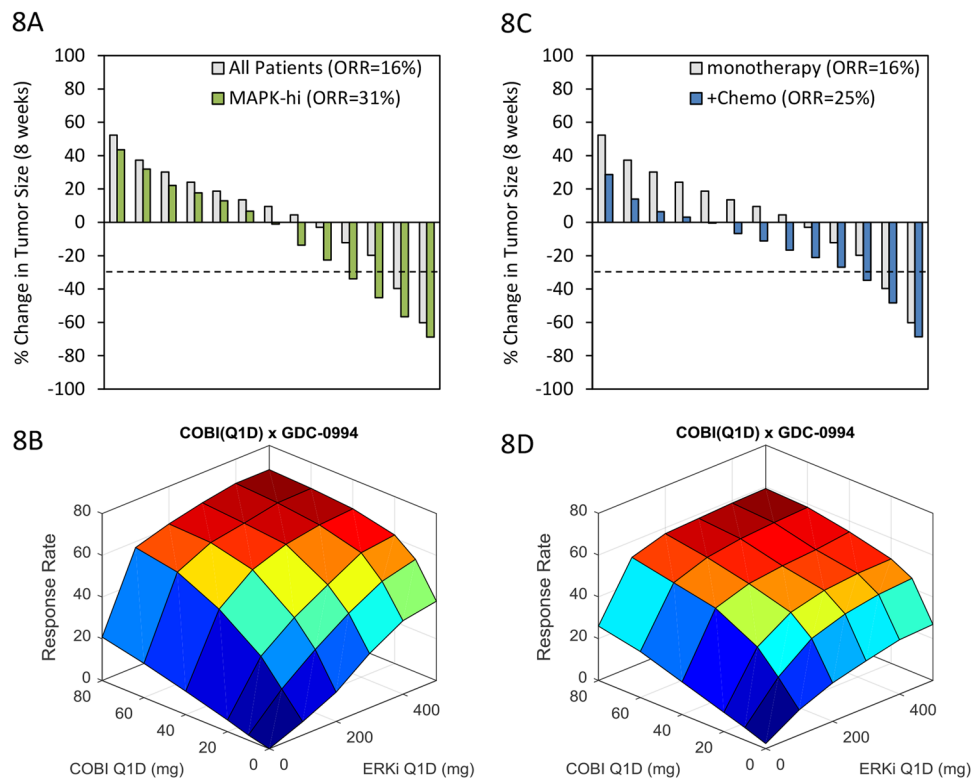 8A
100
80
60
40
20
0
-20
-40
-60
-80
-100
% Change in Tumor Size (8 weeks)
All Patients (ORR=16%)
MAPK-hi (ORR=31%)
8C
100
80
60
40
20
0
-20
-40
-60
-80
-100
% Change in Tumor Size (8 weeks)
monotherapy (ORR=16%)
+Chemo (ORR=25%)
8B
COBI(Q1D) x GDC-0994
80
60
40
20
0
Response Rate
80
60
40
20
0
COBI Q1D (mg)
0
200
400
ERKi Q1D (mg)
8D
COBI(Q1D) x GDC-0994
80
60
40
20
0
Response Rate
80
60
40
20
0
COBI Q1D (mg)
0
200
400
ERKi Q1D (mg)